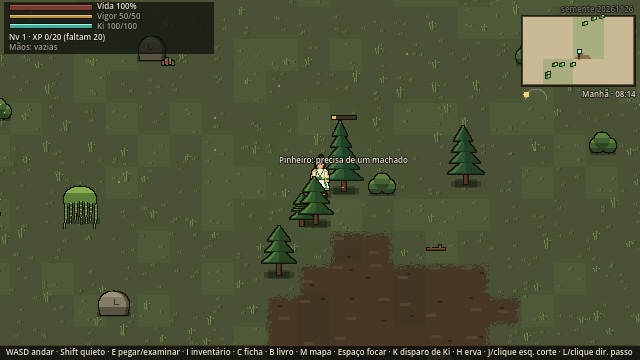 Vida 100%
Vigor 50/50
Ki 100/100
Nv 1 · XP 0/20 (faltam 20)
Mãos: vazias
semente 20261126
Manhã · 08:14
Pinheiro: precisa de um machado
WASD andar · Shift quieto · E pegar/examinar · I inventário · C ficha · B livro · M mapa · Espaço focar · K disparo de Ki · H erva · J/clique esq. corte · L/clique dir. passo